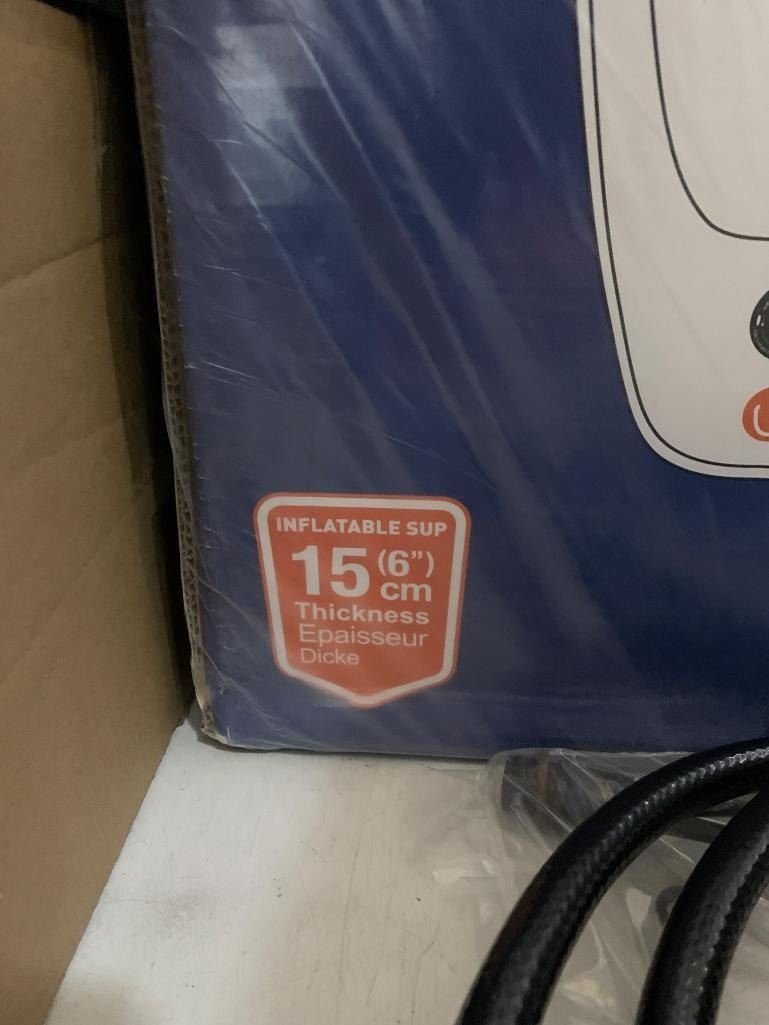 INFLATABLE SUP
15 (6")
cm
Thickness
Epaisseur
Dicke